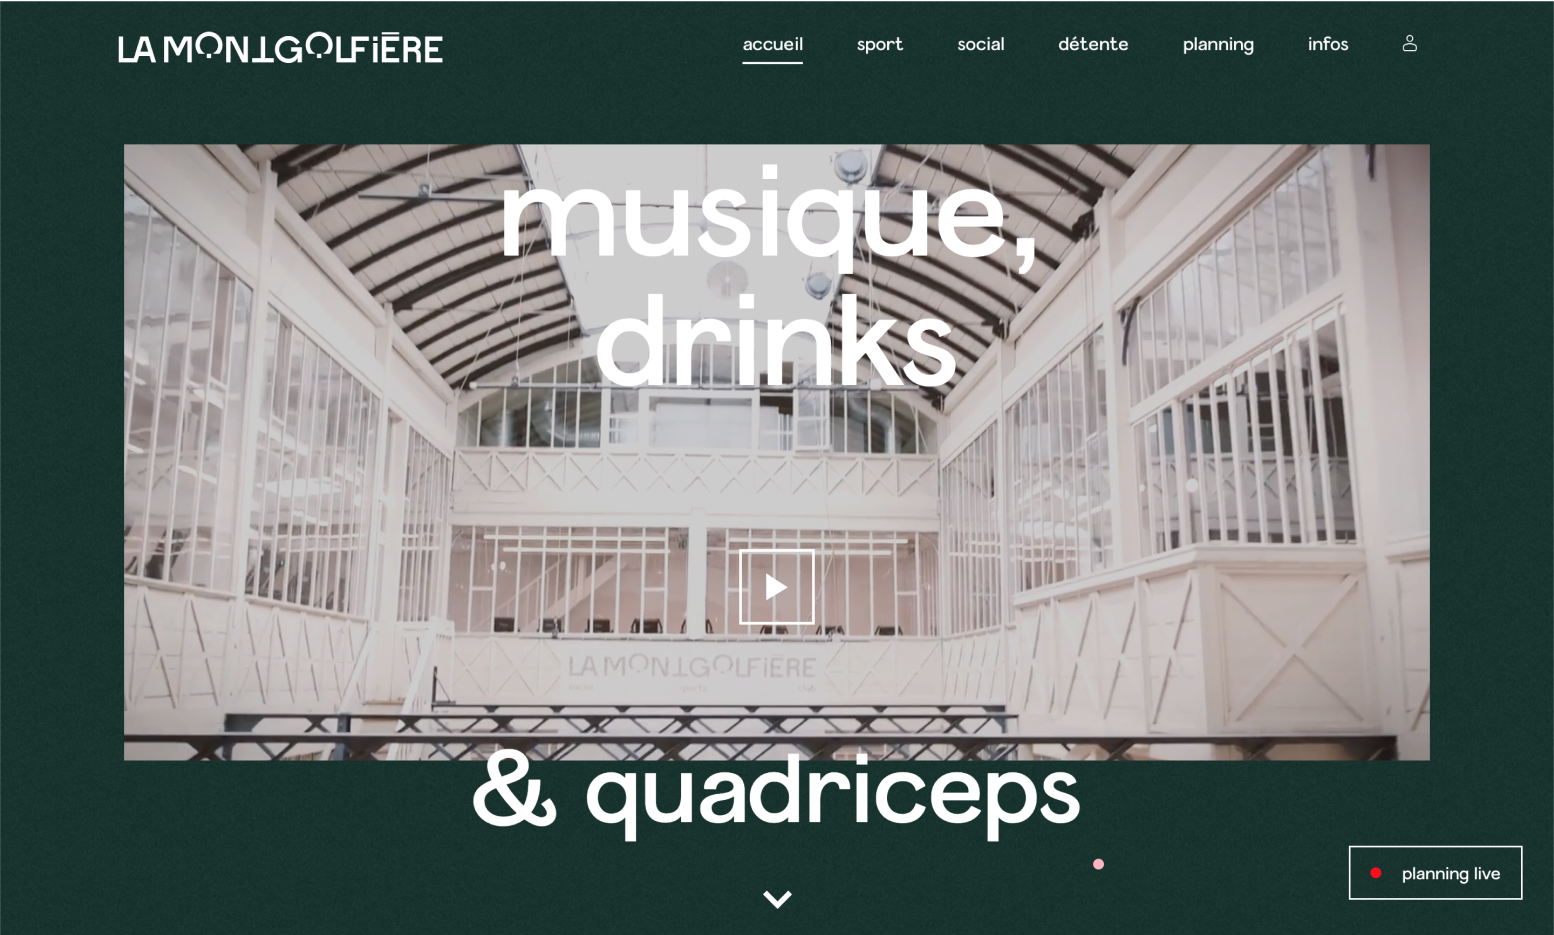 LA MONTGOLFiÈRE
accueil
sport
social
détente
planning
infos
musique,
drinks
LA MONTGOLFiÈRE
& quadriceps
planning live